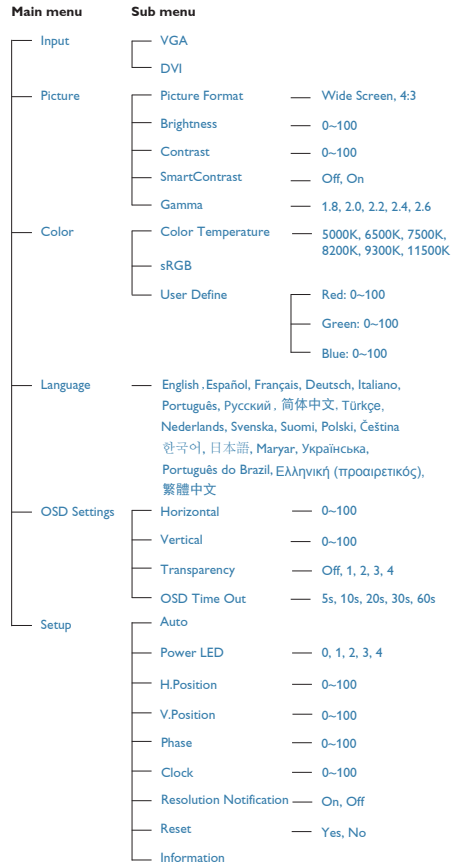 Main menu Sub menu
Input VGA
DVI
Picture Picture Format Wide Screen, 4:3
Brightness 0~100
Contrast 0~100
SmartContrast Off, On
Gamma 1.8, 2.0, 2.2, 2.4, 2.6
Color Color Temperature 5000K, 6500K, 7500K,
8200K, 9300K, 11500K
sRGB
User Define Red: 0~100
Green: 0~100
Blue: 0~100
Language English , Español, Français, Deutsch, Italiano,
Português, Русский , 简体中文, Türkçe,
Nederlands, Svenska, Suomi, Polski, Čeština
한국어, 日本語, Maryar, Українська,
Português do Brazil, Ελληνική (προαιρετικός),
繁體中文
OSD Settings Horizontal 0~100
Vertical 0~100
Transparency Off, 1, 2, 3, 4
OSD Time Out 5s, 10s, 20s, 30s, 60s
Setup Auto
Power LED 0, 1, 2, 3, 4
H.Position 0~100
V.Position 0~100
Phase 0~100
Clock 0~100
Resolution Notification On, Off
Reset Yes, No
Information